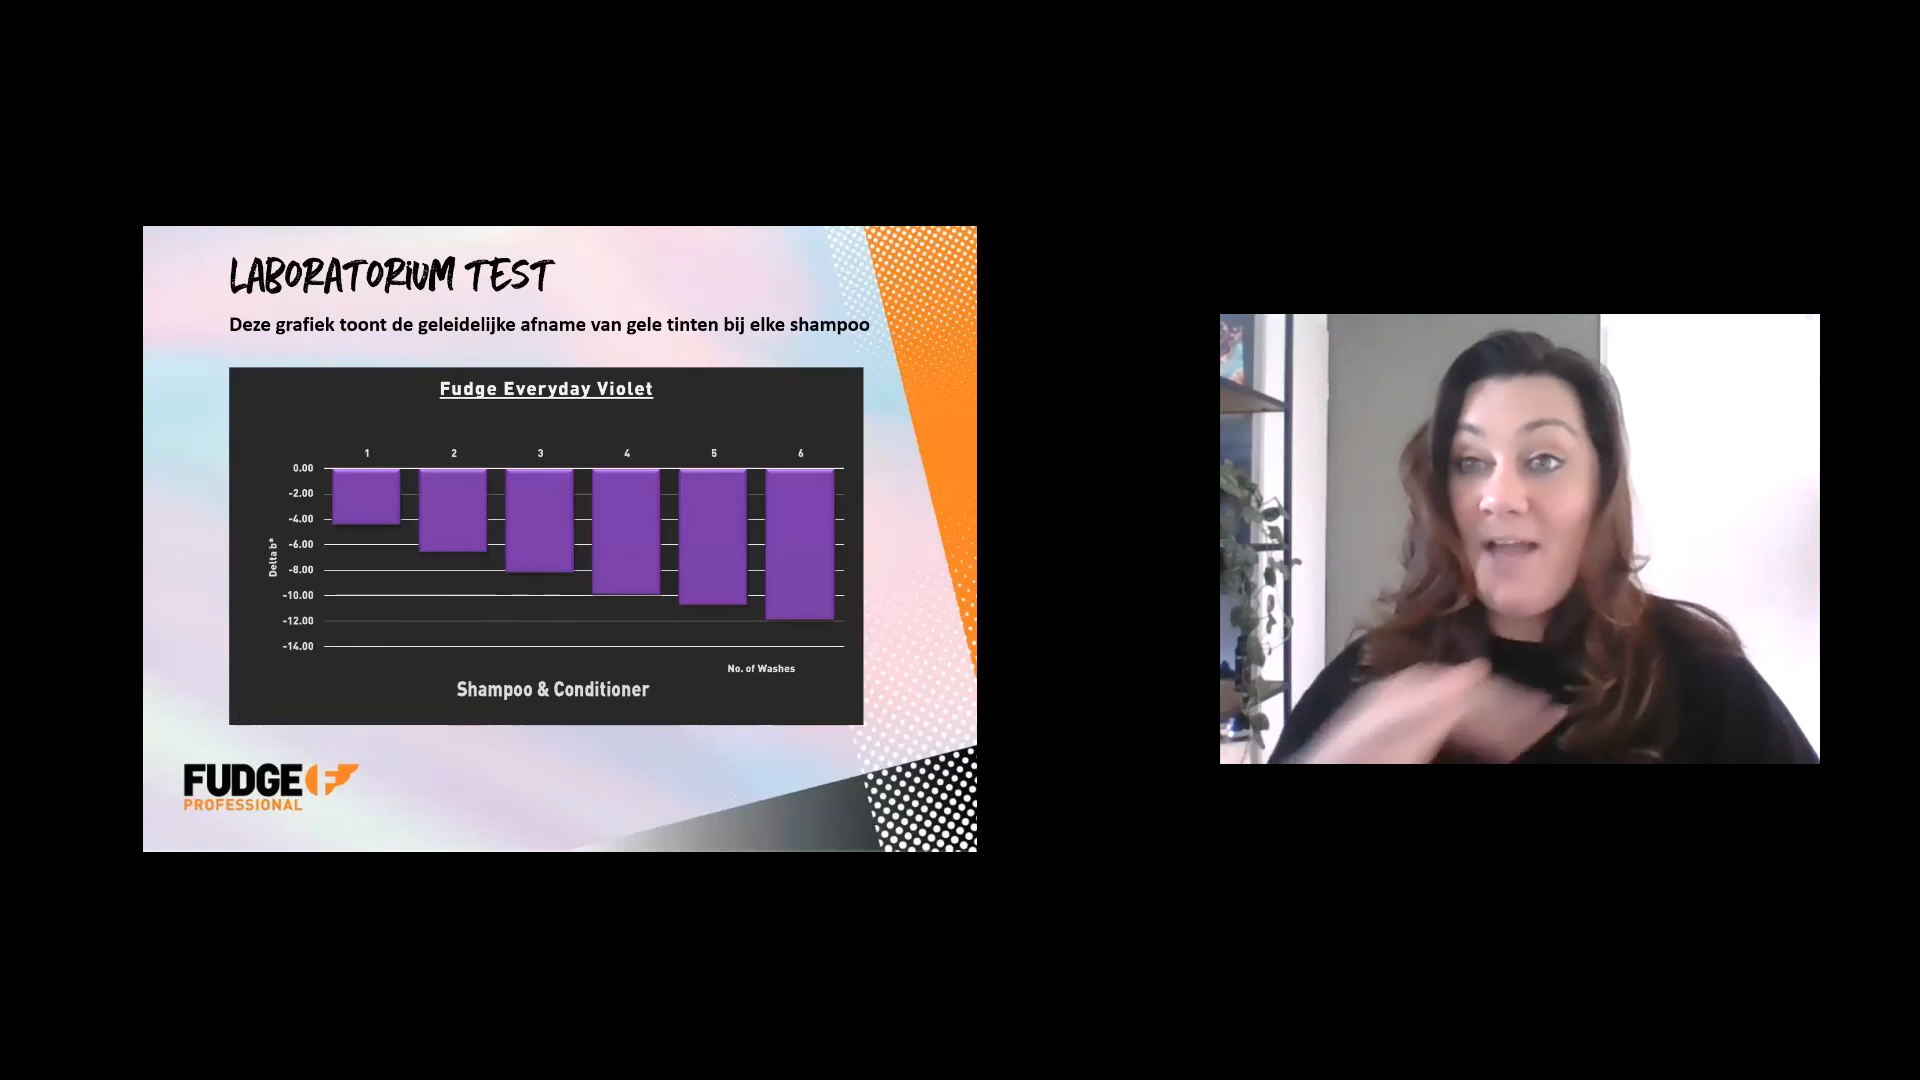 LABORATORIUM TEST
Deze grafiek toont de geleidelijke afname van gele tinten bij elke shampoo
Fudge Everyday Violet
1 2 3 4 5 6
0.00
-2.00
-4.00
-6.00
-8.00
-10.00
-12.00
-14.00
Delta b*
No. of Washes
Shampoo & Conditioner
FUDGE F
PROFESSIONAL